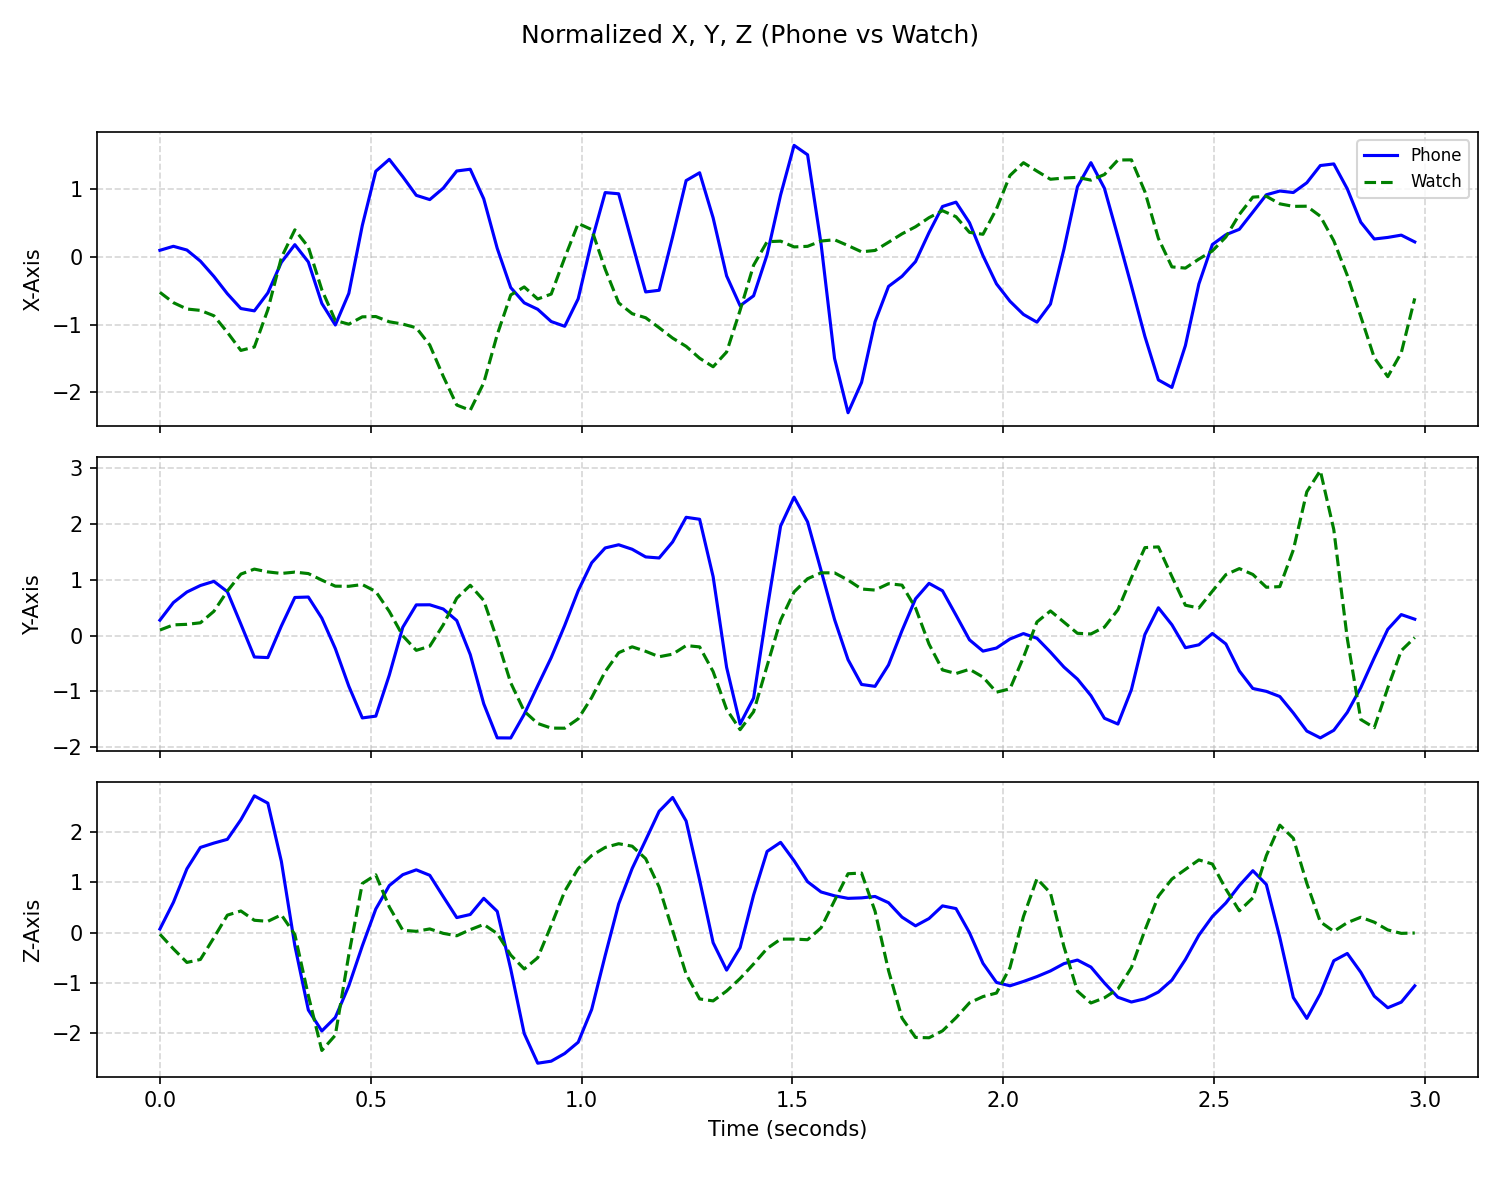 Normalized X, Y, Z (Phone vs Watch)
Phone
Watch
X-Axis
1
0
−1
−2
Y-Axis
3
2
1
0
−1
−2
Z-Axis
2
1
0
−1
−2
0.0 0.5 1.0 1.5 2.0 2.5 3.0
Time (seconds)